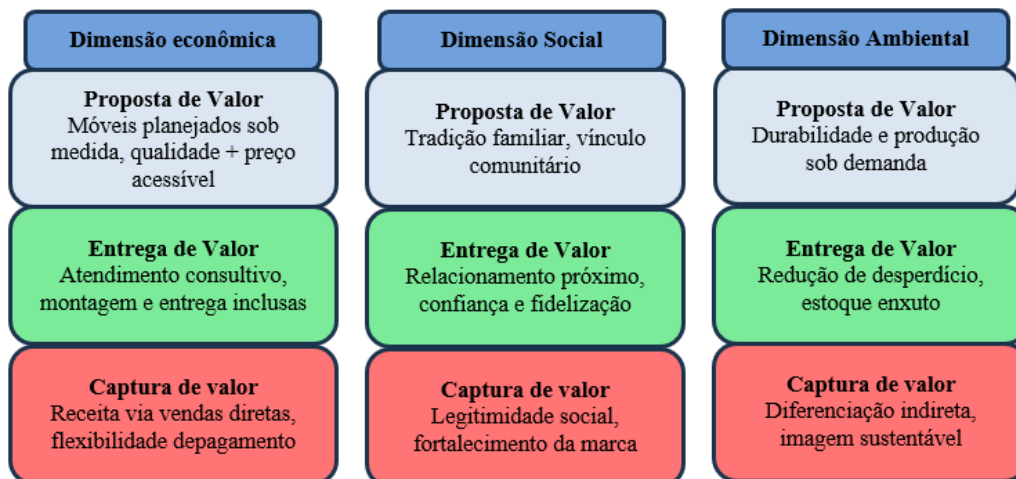 Dimensão econômica
Proposta de Valor
Móveis planejados sob
medida, qualidade + preço
acessível
Entrega de Valor
Atendimento consultivo,
montagem e entrega inclusas
Captura de valor
Receita via vendas diretas,
flexibilidade depagamento
Dimensão Social
Proposta de Valor
Tradição familiar, vínculo
comunitário
Entrega de Valor
Relacionamento próximo,
confiança e fidelização
Captura de valor
Legitimidade social,
fortalecimento da marca
Dimensão Ambiental
Proposta de Valor
Durabilidade e produção
sob demanda
Entrega de Valor
Redução de desperdício,
estoque enxuto
Captura de valor
Diferenciação indireta,
imagem sustentável